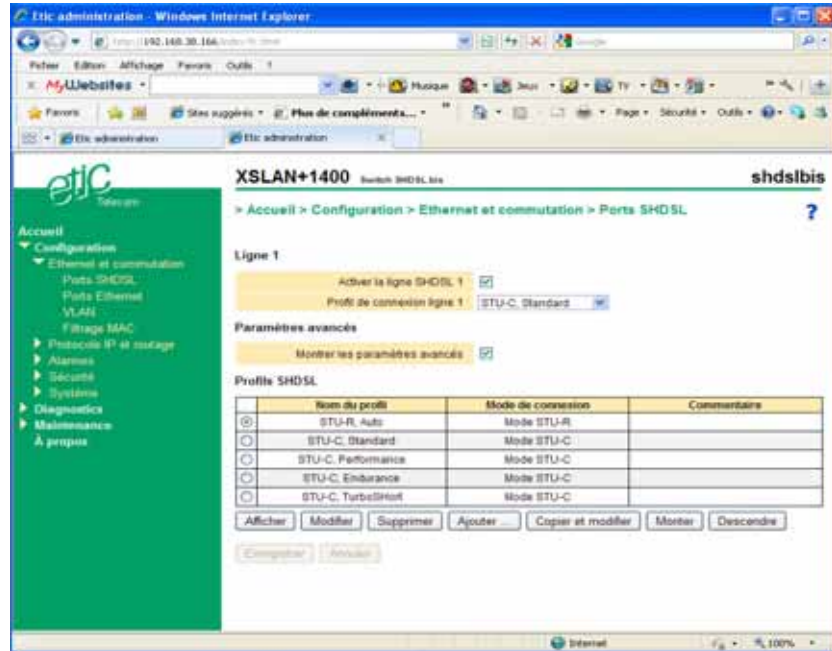 Etic administration - Windows Internet Explorer
192.168.38.166
Fichier Edition Affichage Favoris Outils ?
MyWebsites Musique Jeux TV
Favoris Sites suggérés Plus de compléments... Page Sécurité Outils
Etic administration Etic administration
etic
Telecom
XSLAN+1400 Switch SHDSL bis shdslbis
> Accueil > Configuration > Ethernet et commutation > Ports SHDSL ?
Accueil
Configuration
Ethernet et commutation
Ports SHDSL
Ports Ethernet
VLAN
Filtrage MAC
Protocole IP et routage
Alarmes
Sécurité
Système
Diagnostics
Maintenance
À propos
Ligne 1
Activer la ligne SHDSL 1
Profil de connexion ligne 1 STU-C, Standard
Paramètres avancés
Montrer les paramètres avancés
Profils SHDSL
Nom du profil Mode de connexion Commentaire
STU-R, Auto Mode STU-R
STU-C, Standard Mode STU-C
STU-C, Performance Mode STU-C
STU-C, Endurance Mode STU-C
STU-C, TurboSHort Mode STU-C
Afficher Modifier Supprimer Ajouter ... Copier et modifier Monter Descendre
Enregistrer Annuler
Internet 100%